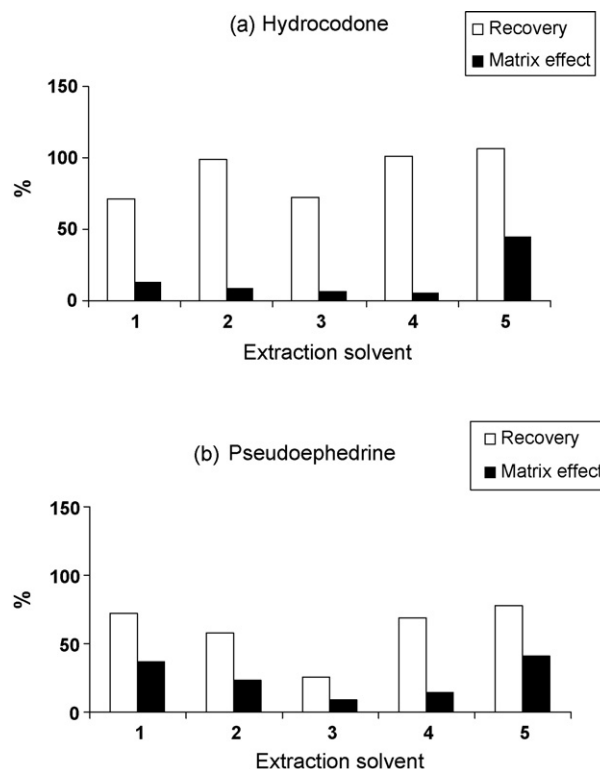 (a) Hydrocodone
Recovery
Matrix effect
150
100
50
0
%
1 2 3 4 5
Extraction solvent
(b) Pseudoephedrine
Recovery
Matrix effect
150
100
50
0
%
1 2 3 4 5
Extraction solvent